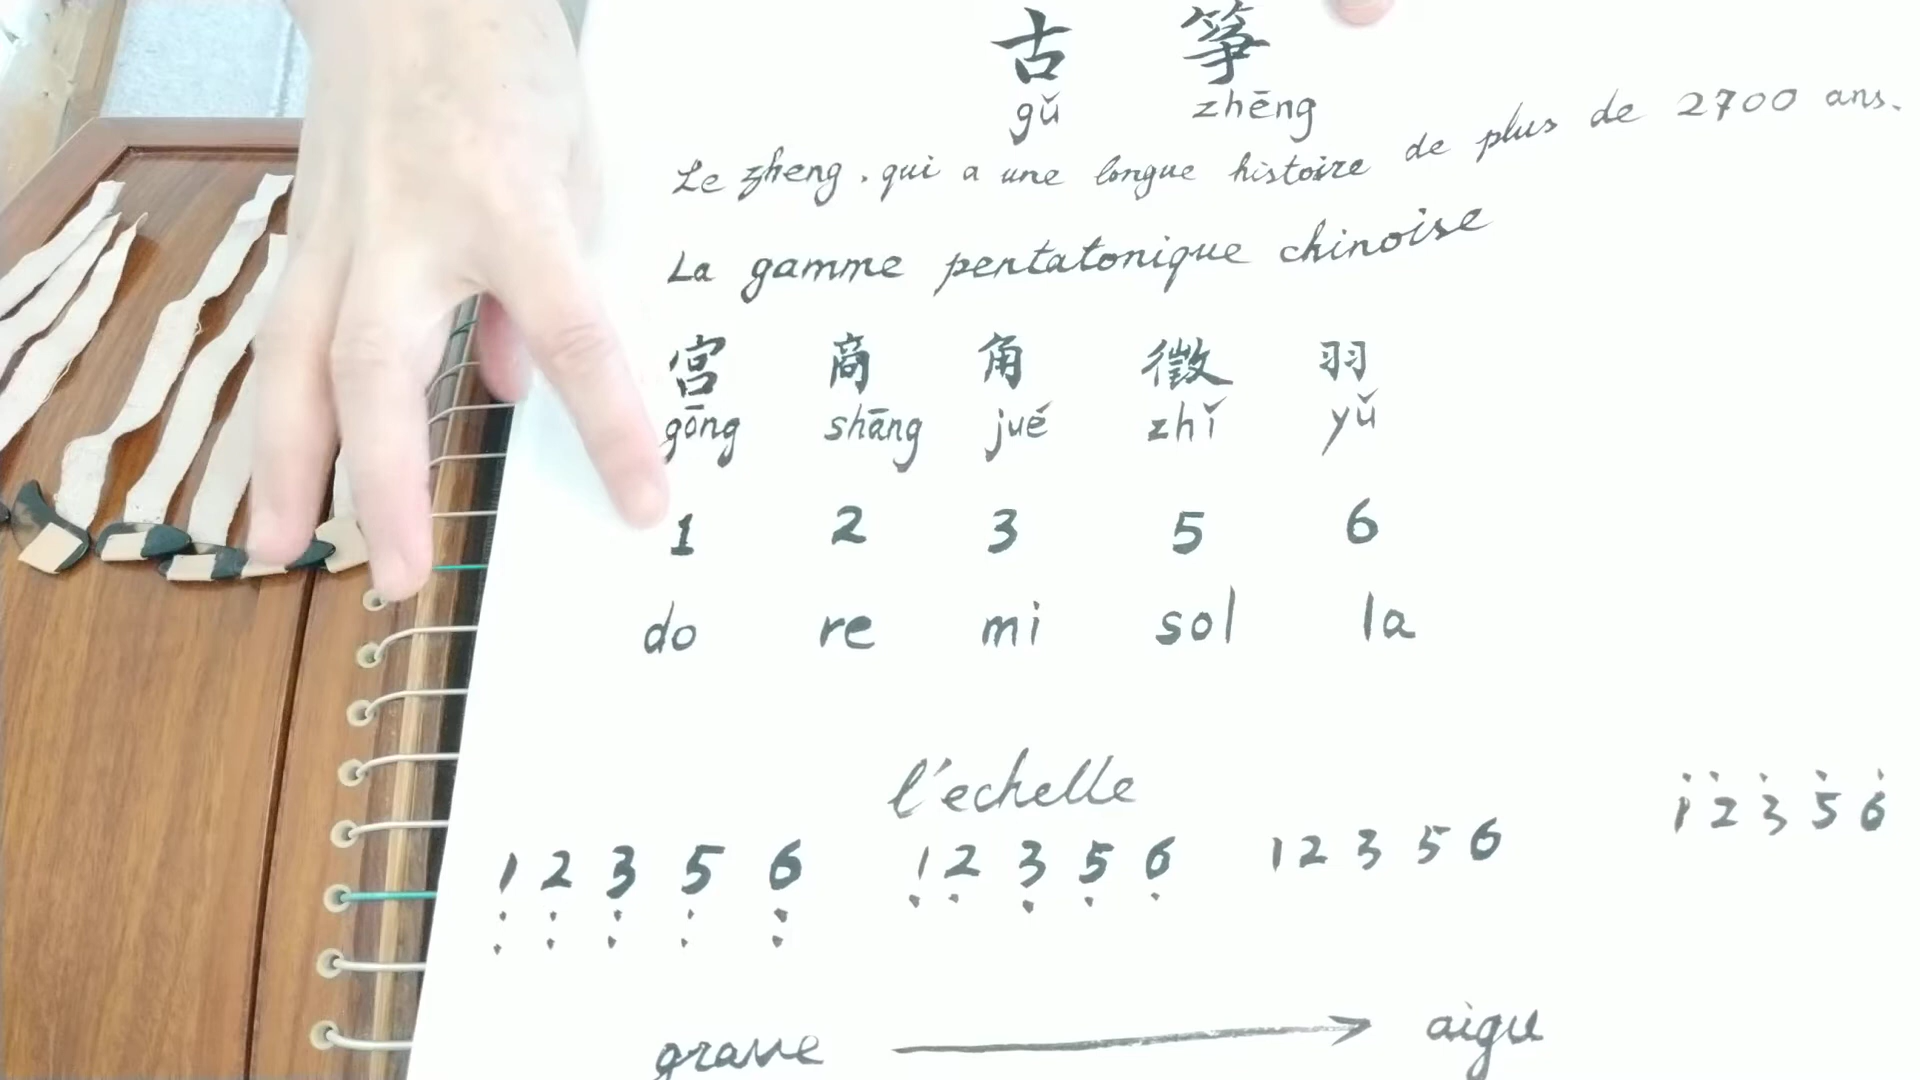 古 筝
gǔ zhēng
Le zheng, qui a une longue histoire de plus de 2700 ans.
La gamme pentatonique chinoise
宫 商 角 徵 羽
gōng shāng jué zhǐ yǔ
1 2 3 5 6
do re mi sol la
l'echelle
1̤ 2̤ 3̤ 5̤ 6̤ 1̣ 2̣ 3̣ 5̣ 6̣ 1 2 3 5 6 1̇ 2̇ 3̇ 5̇ 6̇
grave → aigu